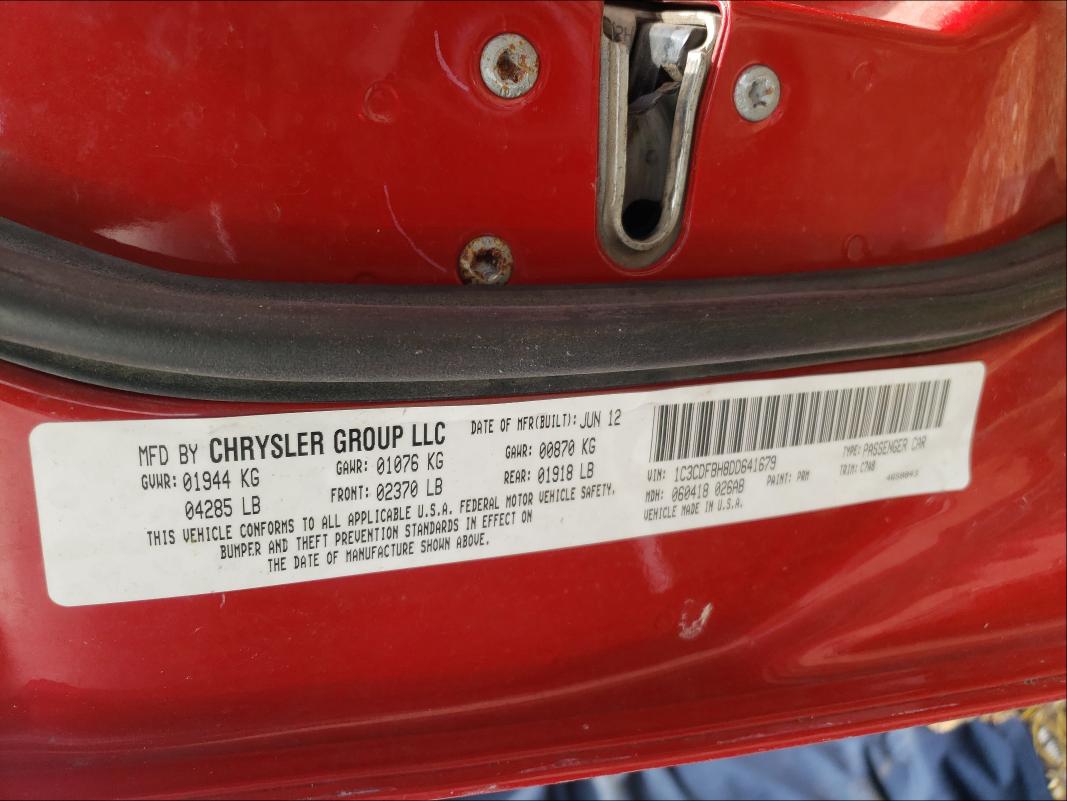 MFD BY CHRYSLER GROUP LLC
DATE OF MFR(BUILT): JUN 12
GVWR: 01944 KG
04285 LB
GAWR: 01076 KG
FRONT: 02370 LB
GAWR: 00870 KG
REAR: 01918 LB
THIS VEHICLE CONFORMS TO ALL APPLICABLE U.S.A. FEDERAL MOTOR VEHICLE SAFETY,
BUMPER AND THEFT PREVENTION STANDARDS IN EFFECT ON
THE DATE OF MANUFACTURE SHOWN ABOVE.
VIN: 1C3CDFBH8DD641679
TYPE: PASSENGER CAR
MDH: 060418 026AB
PAINT: PRM
TRIM: C7A8
VEHICLE MADE IN U.S.A.